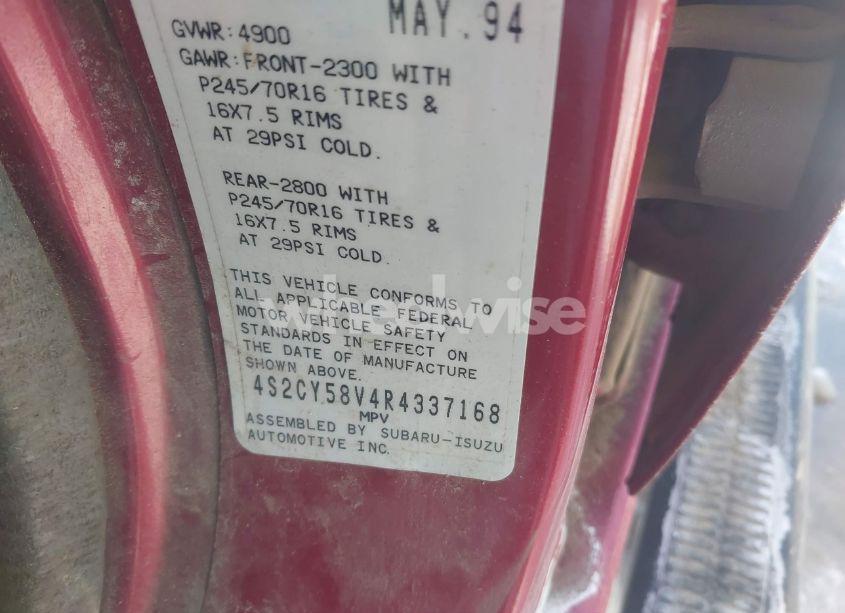 MAY.94
GVWR:4900
GAWR:FRONT-2300 WITH
P245/70R16 TIRES &
16X7.5 RIMS
AT 29PSI COLD.
REAR-2800 WITH
P245/70R16 TIRES &
16X7.5 RIMS
AT 29PSI COLD.
THIS VEHICLE CONFORMS TO
ALL APPLICABLE FEDERAL
MOTOR VEHICLE SAFETY
STANDARDS IN EFFECT ON
THE DATE OF MANUFACTURE
SHOWN ABOVE.
4S2CY58V4R4337168
MPV
ASSEMBLED BY SUBARU-ISUZU
AUTOMOTIVE INC.
wheelwise